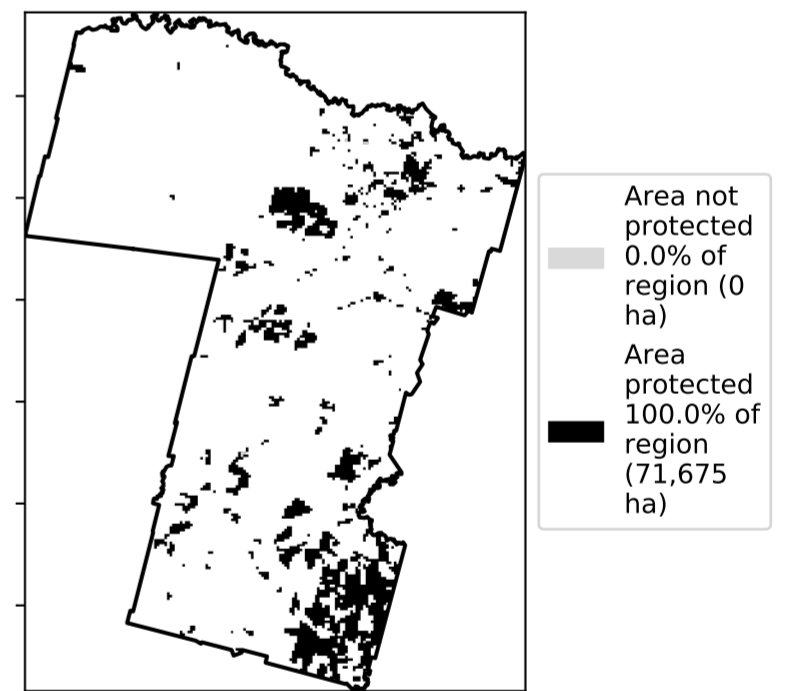 Area not
protected
0.0% of
region (0
ha)
Area
protected
100.0% of
region
(71,675
ha)